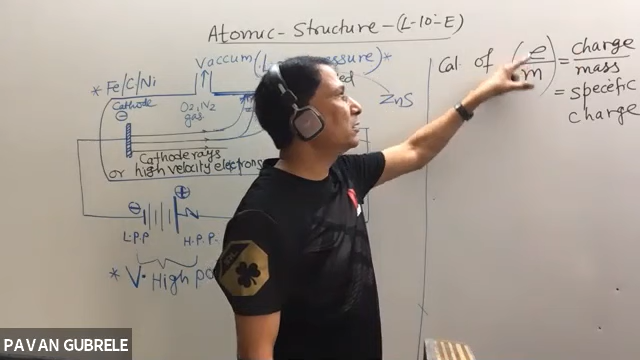 Atomic-Structure-(L-10-E)
* Fe/C/Ni
Vaccum
Cathode
O2, N2
gas
ZnS
Cathode rays
or high velocity electrons
L.P.P
H.P.P.
* V. High
Cal. of (e/m) = charge/mass
= specific
charge
PAVAN GUBRELE